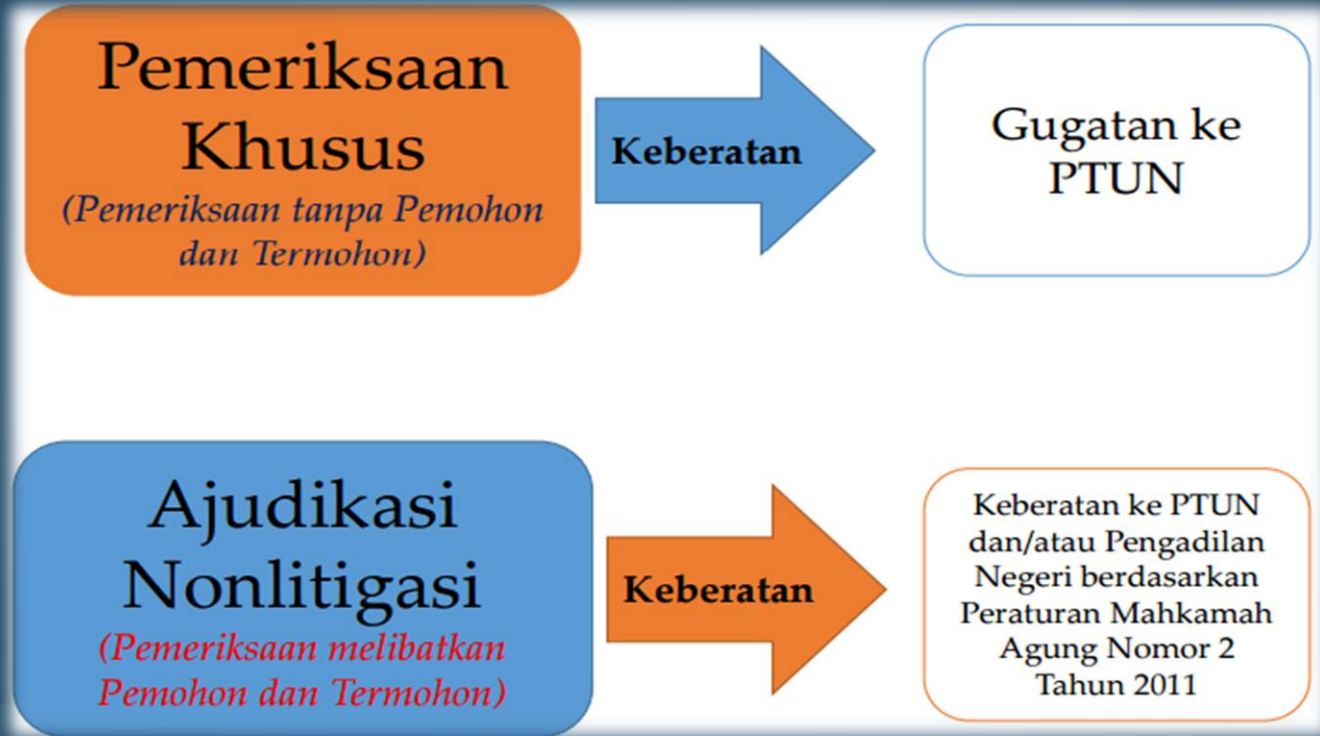 Pemeriksaan
Khusus
(Pemeriksaan tanpa Pemohon
dan Termohon)
Keberatan
Gugatan ke
PTUN
Ajudikasi
Nonlitigasi
(Pemeriksaan melibatkan
Pemohon dan Termohon)
Keberatan
Keberatan ke PTUN
dan/atau Pengadilan
Negeri berdasarkan
Peraturan Mahkamah
Agung Nomor 2
Tahun 2011